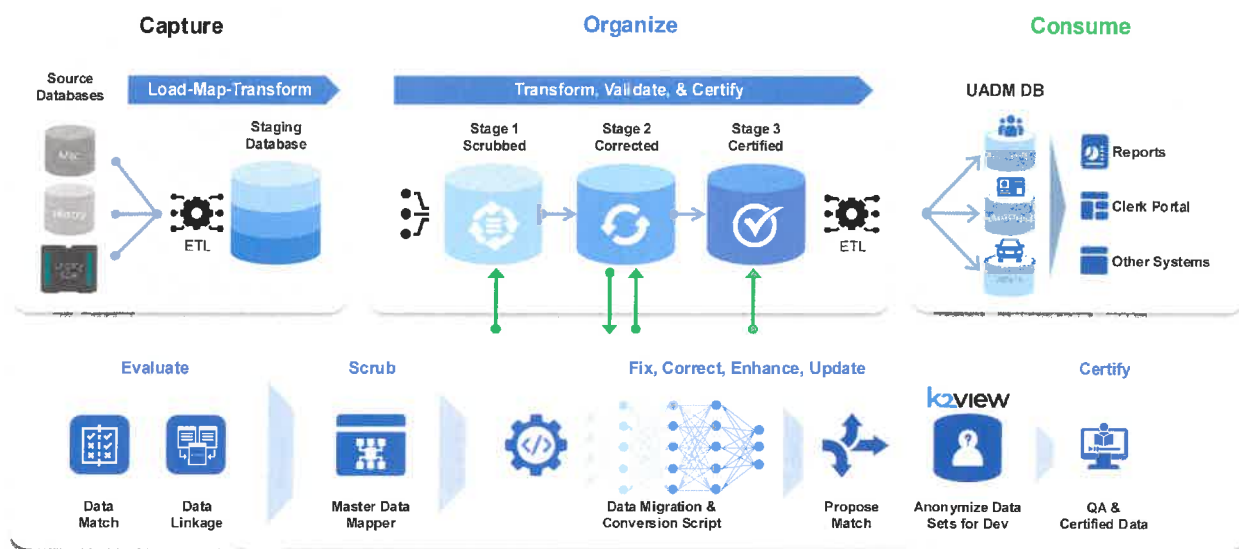 Capture
Organize
Consume
Source
Databases
Load-Map-Transform
Transform, Validate, & Certify
UADM DB
Staging
Database
Stage 1
Scrubbed
Stage 2
Corrected
Stage 3
Certified
ETL
ETL
Reports
Clerk Portal
Other Systems
Evaluate
Scrub
Fix, Correct, Enhance, Update
Certify
k2view
Data
Match
Data
Linkage
Master Data
Mapper
Data Migration &
Conversion Script
Propose
Match
Anonymize Data
Sets for Dev
QA &
Certified Data